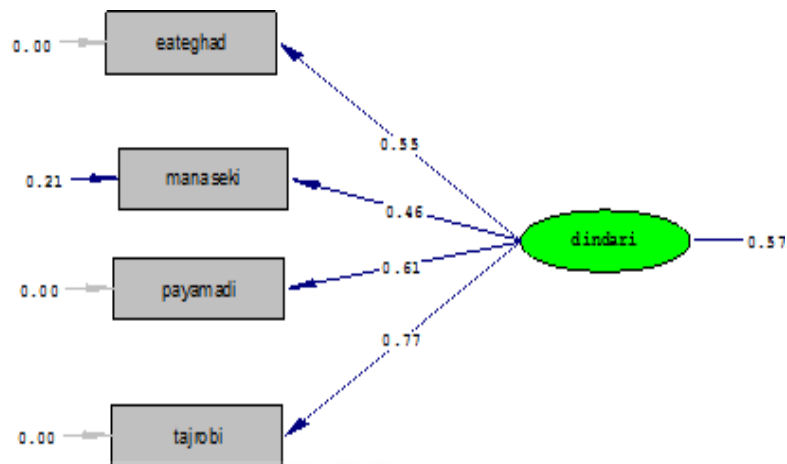 0.00
eateghad
0.55
0.21
manaseki
0.46
dindari
0.57
0.00
payamadi
0.61
0.77
0.00
tajrobi